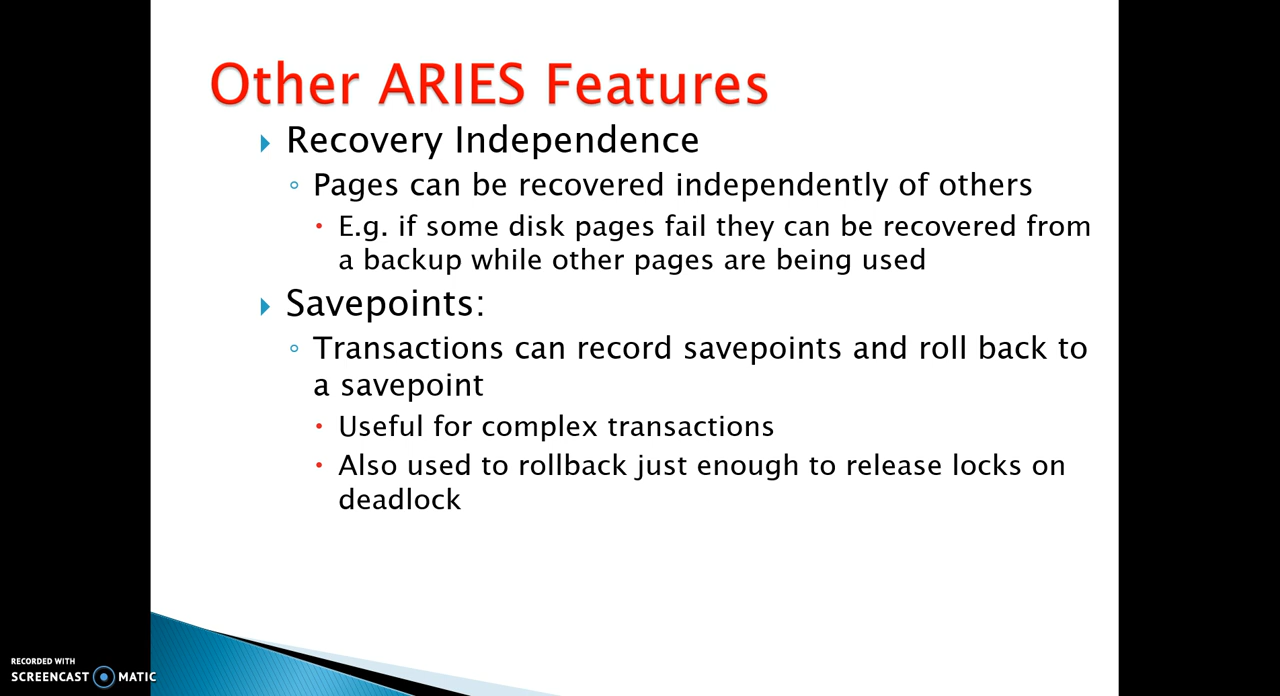 Other ARIES Features
Recovery Independence
Pages can be recovered independently of others
E.g. if some disk pages fail they can be recovered from
a backup while other pages are being used
Savepoints:
Transactions can record savepoints and roll back to
a savepoint
Useful for complex transactions
Also used to rollback just enough to release locks on
deadlock
RECORDED WITH
SCREENCAST MATIC